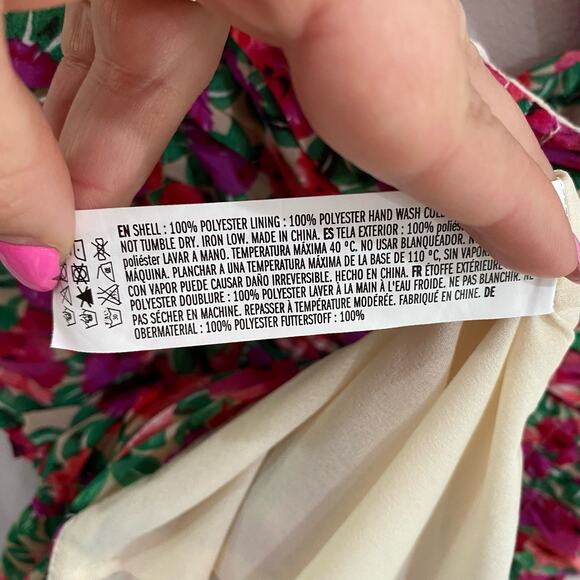 EN SHELL : 100% POLYESTER LINING : 100% POLYESTER HAND WASH COLD
NOT TUMBLE DRY. IRON LOW. MADE IN CHINA. ES TELA EXTERIOR : 100% poliés
poliéster LAVAR A MANO. TEMPERATURA MÁXIMA 40 ºC. NO USAR BLANQUEADOR. N
MÁQUINA. PLANCHAR A UNA TEMPERATURA MÁXIMA DE LA BASE DE 110 ºC, SIN VAPOR
CON VAPOR PUEDE CAUSAR DAÑO IRREVERSIBLE. HECHO EN CHINA. FR ÉTOFFE EXTÉRIEURE
POLYESTER DOUBLURE : 100% POLYESTER LAVER À LA MAIN À L'EAU FROIDE. NE PAS BLANCHIR. NE
PAS SÉCHER EN MACHINE. REPASSER À TEMPÉRATURE MODÉRÉE. FABRIQUÉ EN CHINE. DE
OBERMATERIAL : 100% POLYESTER FUTTERSTOFF : 100%